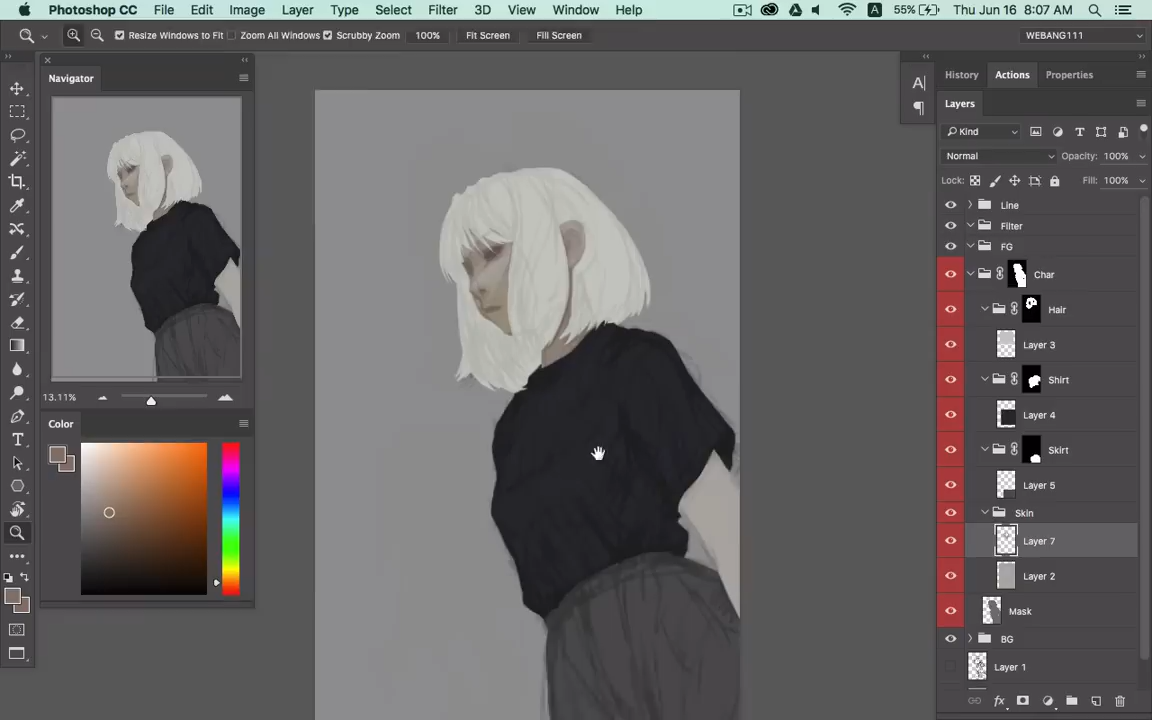 Photoshop CC File Edit Image Layer Type Select Filter 3D View Window Help A 55% Thu Jun 16 8:07 AM
Resize Windows to Fit Zoom All Windows Scrubby Zoom 100% Fit Screen Fill Screen WEBANG111
Navigator
13.11%
Color
A| ¶
History Actions Properties
Layers
Kind
Normal Opacity: 100%
Lock: Fill: 100%
Line
Filter
FG
Char
Hair
Layer 3
Shirt
Layer 4
Skirt
Layer 5
Skin
Layer 7
Layer 2
Mask
BG
Layer 1
fx